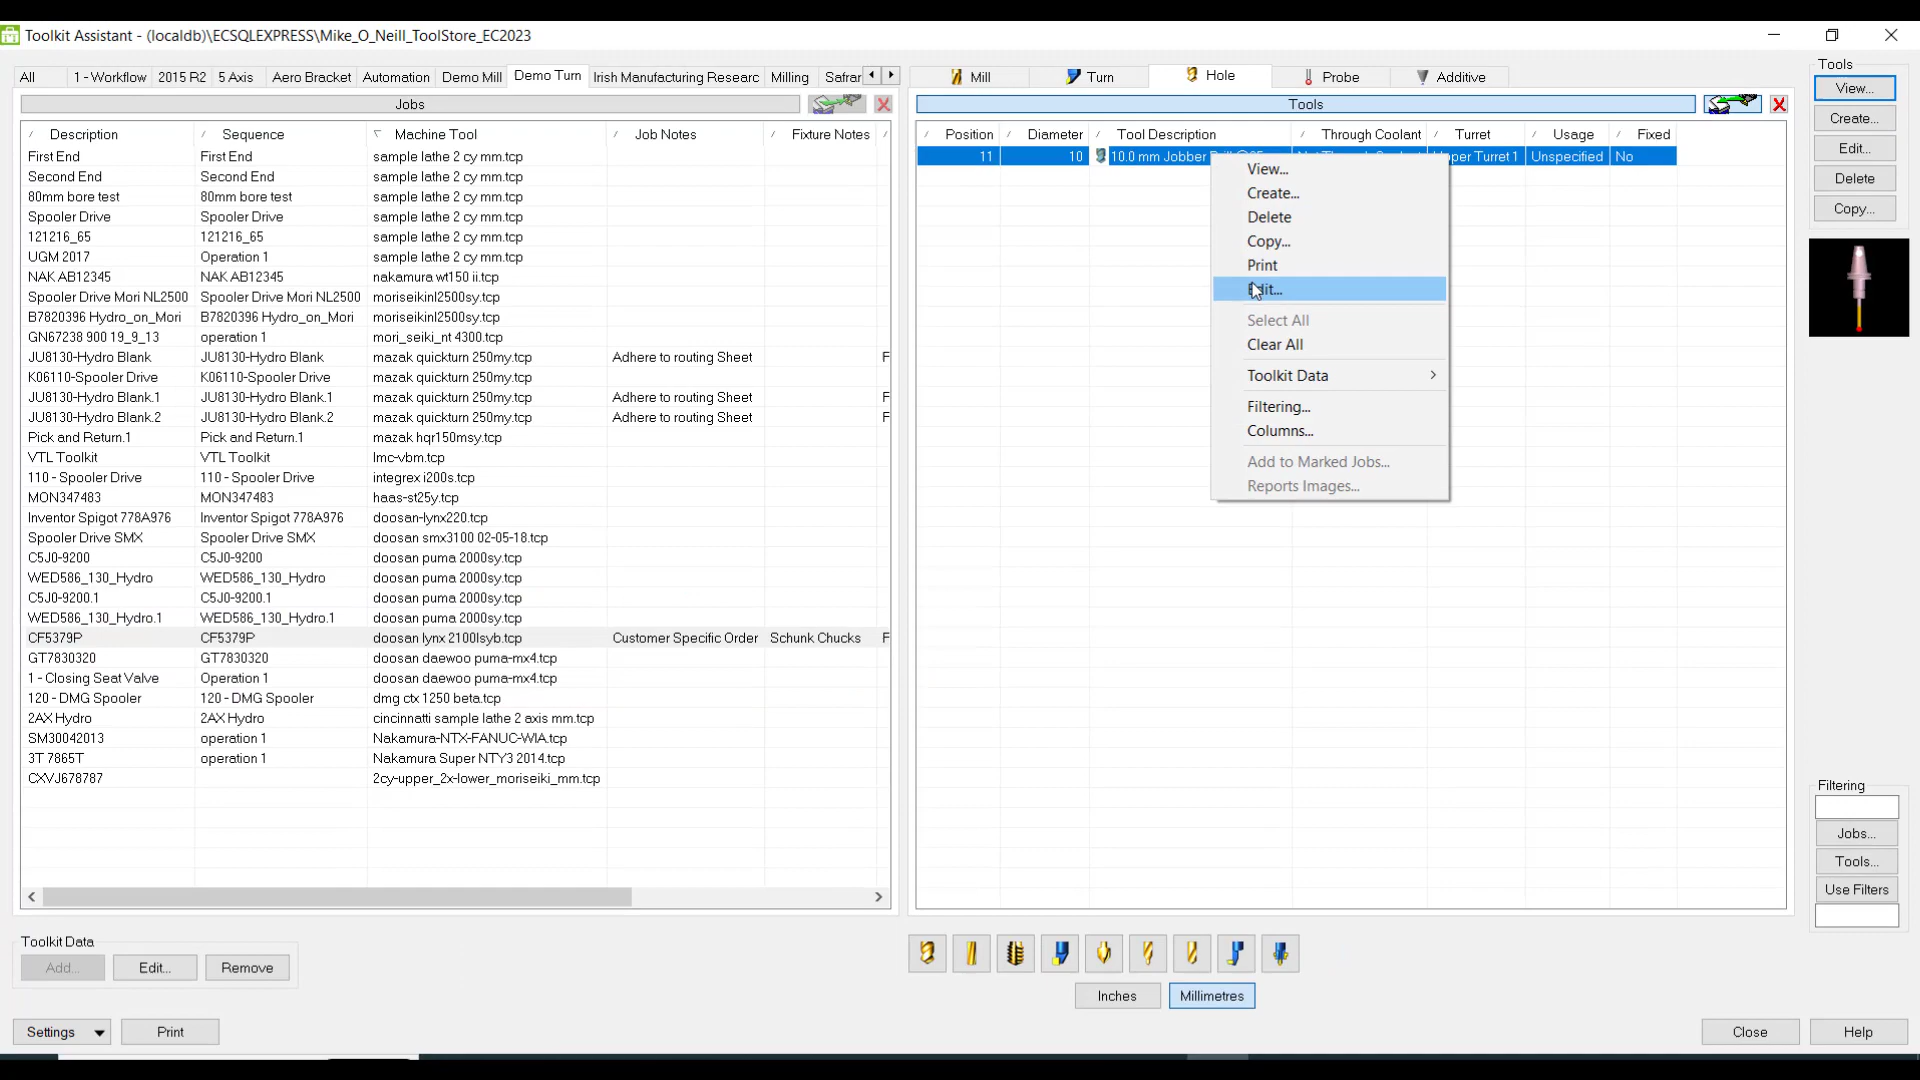 Toolkit Assistant - (localdb)\ECSQLEXPRESS\Mike_O_Neill_ToolStore_EC2023
All 1 - Workflow 2015 R2 5 Axis Aero Bracket Automation Demo Mill Demo Turn Irish Manufacturing Researc Milling Safrar
Jobs
Description Sequence Machine Tool Job Notes Fixture Notes
First End First End sample lathe 2 cy mm.tcp
Second End Second End sample lathe 2 cy mm.tcp
80mm bore test 80mm bore test sample lathe 2 cy mm.tcp
Spooler Drive Spooler Drive sample lathe 2 cy mm.tcp
121216_65 121216_65 sample lathe 2 cy mm.tcp
UGM 2017 Operation 1 sample lathe 2 cy mm.tcp
NAK AB12345 NAK AB12345 nakamura wt150 ii.tcp
Spooler Drive Mori NL2500 Spooler Drive Mori NL2500 moriseikinl2500sy.tcp
B7820396 Hydro_on_Mori B7820396 Hydro_on_Mori moriseikinl2500sy.tcp
GN67238 900 19_9_13 operation 1 mori_seiki_nt 4300.tcp
JU8130-Hydro Blank JU8130-Hydro Blank mazak quickturn 250my.tcp Adhere to routing Sheet F
K06110-Spooler Drive K06110-Spooler Drive mazak quickturn 250my.tcp
JU8130-Hydro Blank.1 JU8130-Hydro Blank.1 mazak quickturn 250my.tcp Adhere to routing Sheet F
JU8130-Hydro Blank.2 JU8130-Hydro Blank.2 mazak quickturn 250my.tcp Adhere to routing Sheet F
Pick and Return.1 Pick and Return.1 mazak hqr150msy.tcp
VTL Toolkit VTL Toolkit lmc-vbm.tcp
110 - Spooler Drive 110 - Spooler Drive integrex i200s.tcp
MON347483 MON347483 haas-st25y.tcp
Inventor Spigot 778A976 Inventor Spigot 778A976 doosan-lynx220.tcp
Spooler Drive SMX Spooler Drive SMX doosan smx3100 02-05-18.tcp
C5J0-9200 C5J0-9200 doosan puma 2000sy.tcp
WED586_130_Hydro WED586_130_Hydro doosan puma 2000sy.tcp
C5J0-9200.1 C5J0-9200.1 doosan puma 2000sy.tcp
WED586_130_Hydro.1 WED586_130_Hydro.1 doosan puma 2000sy.tcp
CF5379P CF5379P doosan lynx 2100lsyb.tcp Customer Specific Order Schunk Chucks F
GT7830320 GT7830320 doosan daewoo puma-mx4.tcp
1 - Closing Seat Valve Operation 1 doosan daewoo puma-mx4.tcp
120 - DMG Spooler 120 - DMG Spooler dmg ctx 1250 beta.tcp
2AX Hydro 2AX Hydro cincinnatti sample lathe 2 axis mm.tcp
SM30042013 operation 1 Nakamura-NTX-FANUC-WIA.tcp
3T 7865T operation 1 Nakamura Super NTY3 2014.tcp
CXVJ678787 2cy-upper_2x-lower_moriseiki_mm.tcp
Toolkit Data
Add... Edit... Remove
Settings Print
Mill Turn Hole Probe Additive
Tools
Position Diameter Tool Description Through Coolant Turret Usage Fixed
11 10 10.0 mm Jobber Turret 1 Unspecified No
View...
Create...
Delete
Copy...
Print
Select All
Clear All
Toolkit Data
Filtering...
Columns...
Add to Marked Jobs...
Reports Images...
Inches Millimetres
Tools
View...
Create...
Edit...
Delete
Copy...
Filtering
Jobs...
Tools...
Use Filters
Close Help